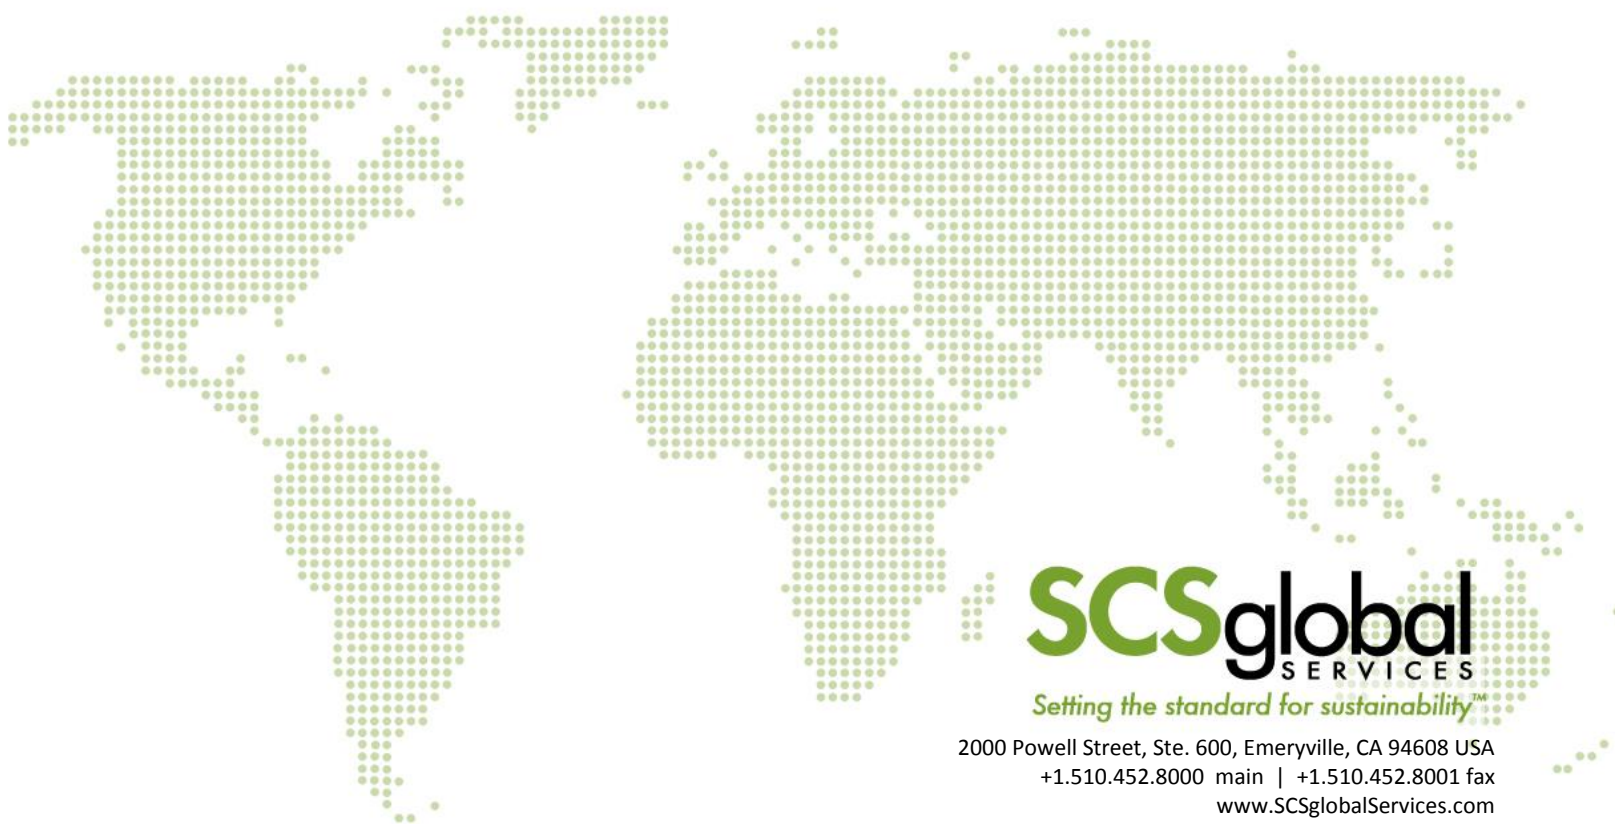 SCSglobal
SERVICES
Setting the standard for sustainability™
2000 Powell Street, Ste. 600, Emeryville, CA 94608 USA
+1.510.452.8000 main | +1.510.452.8001 fax
www.SCSglobalServices.com